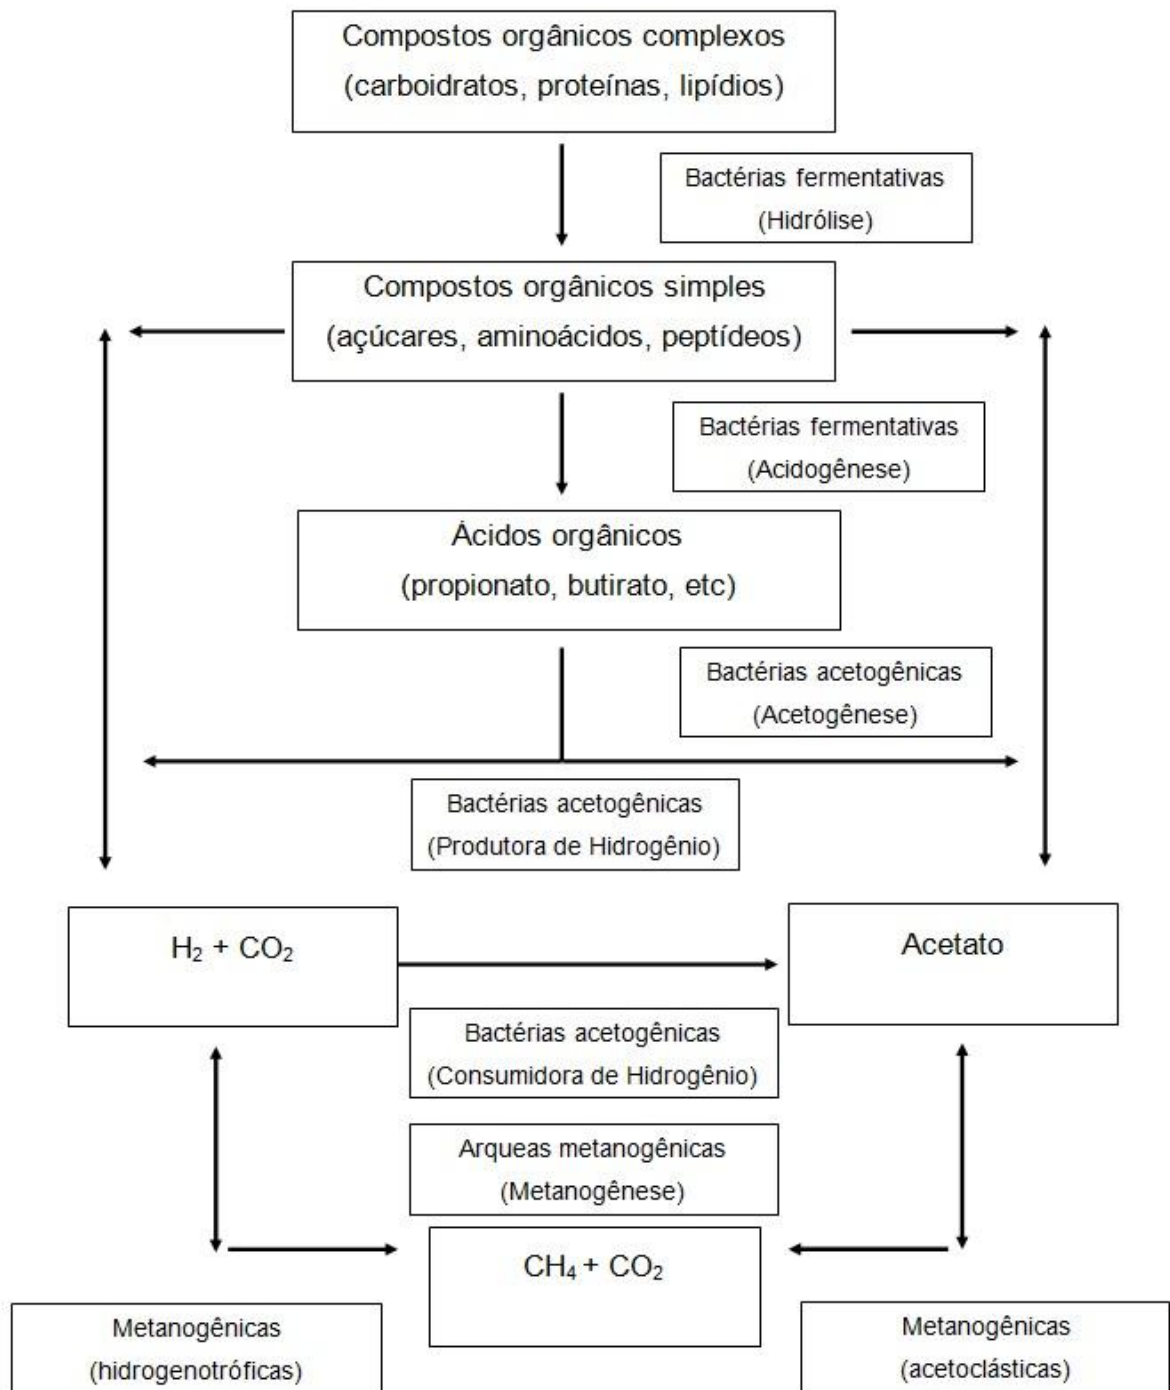 Compostos orgânicos complexos
(carboidratos, proteínas, lipídios)
Bactérias fermentativas
(Hidrólise)
Compostos orgânicos simples
(açúcares, aminoácidos, peptídeos)
Bactérias fermentativas
(Acidogênese)
Ácidos orgânicos
(propionato, butirato, etc)
Bactérias acetogênicas
(Acetogênese)
Bactérias acetogênicas
(Produtora de Hidrogênio)
H₂ + CO₂
Acetato
Bactérias acetogênicas
(Consumidora de Hidrogênio)
Arqueas metanogênicas
(Metanogênese)
CH₄ + CO₂
Metanogênicas
(hidrogenotróficas)
Metanogênicas
(acetoclásticas)